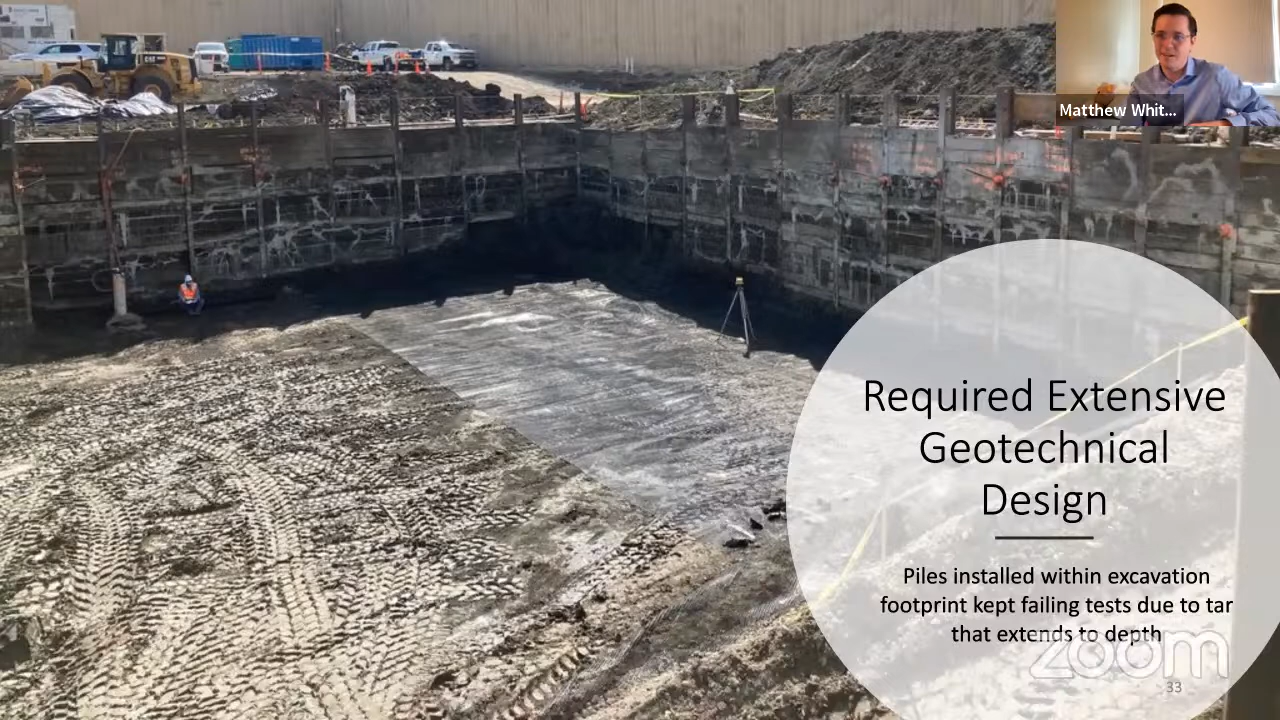 CAT
Matthew Whit...
Required Extensive
Geotechnical
Design
Piles installed within excavation
footprint kept failing tests due to tar
that extends to depth
zoom
33